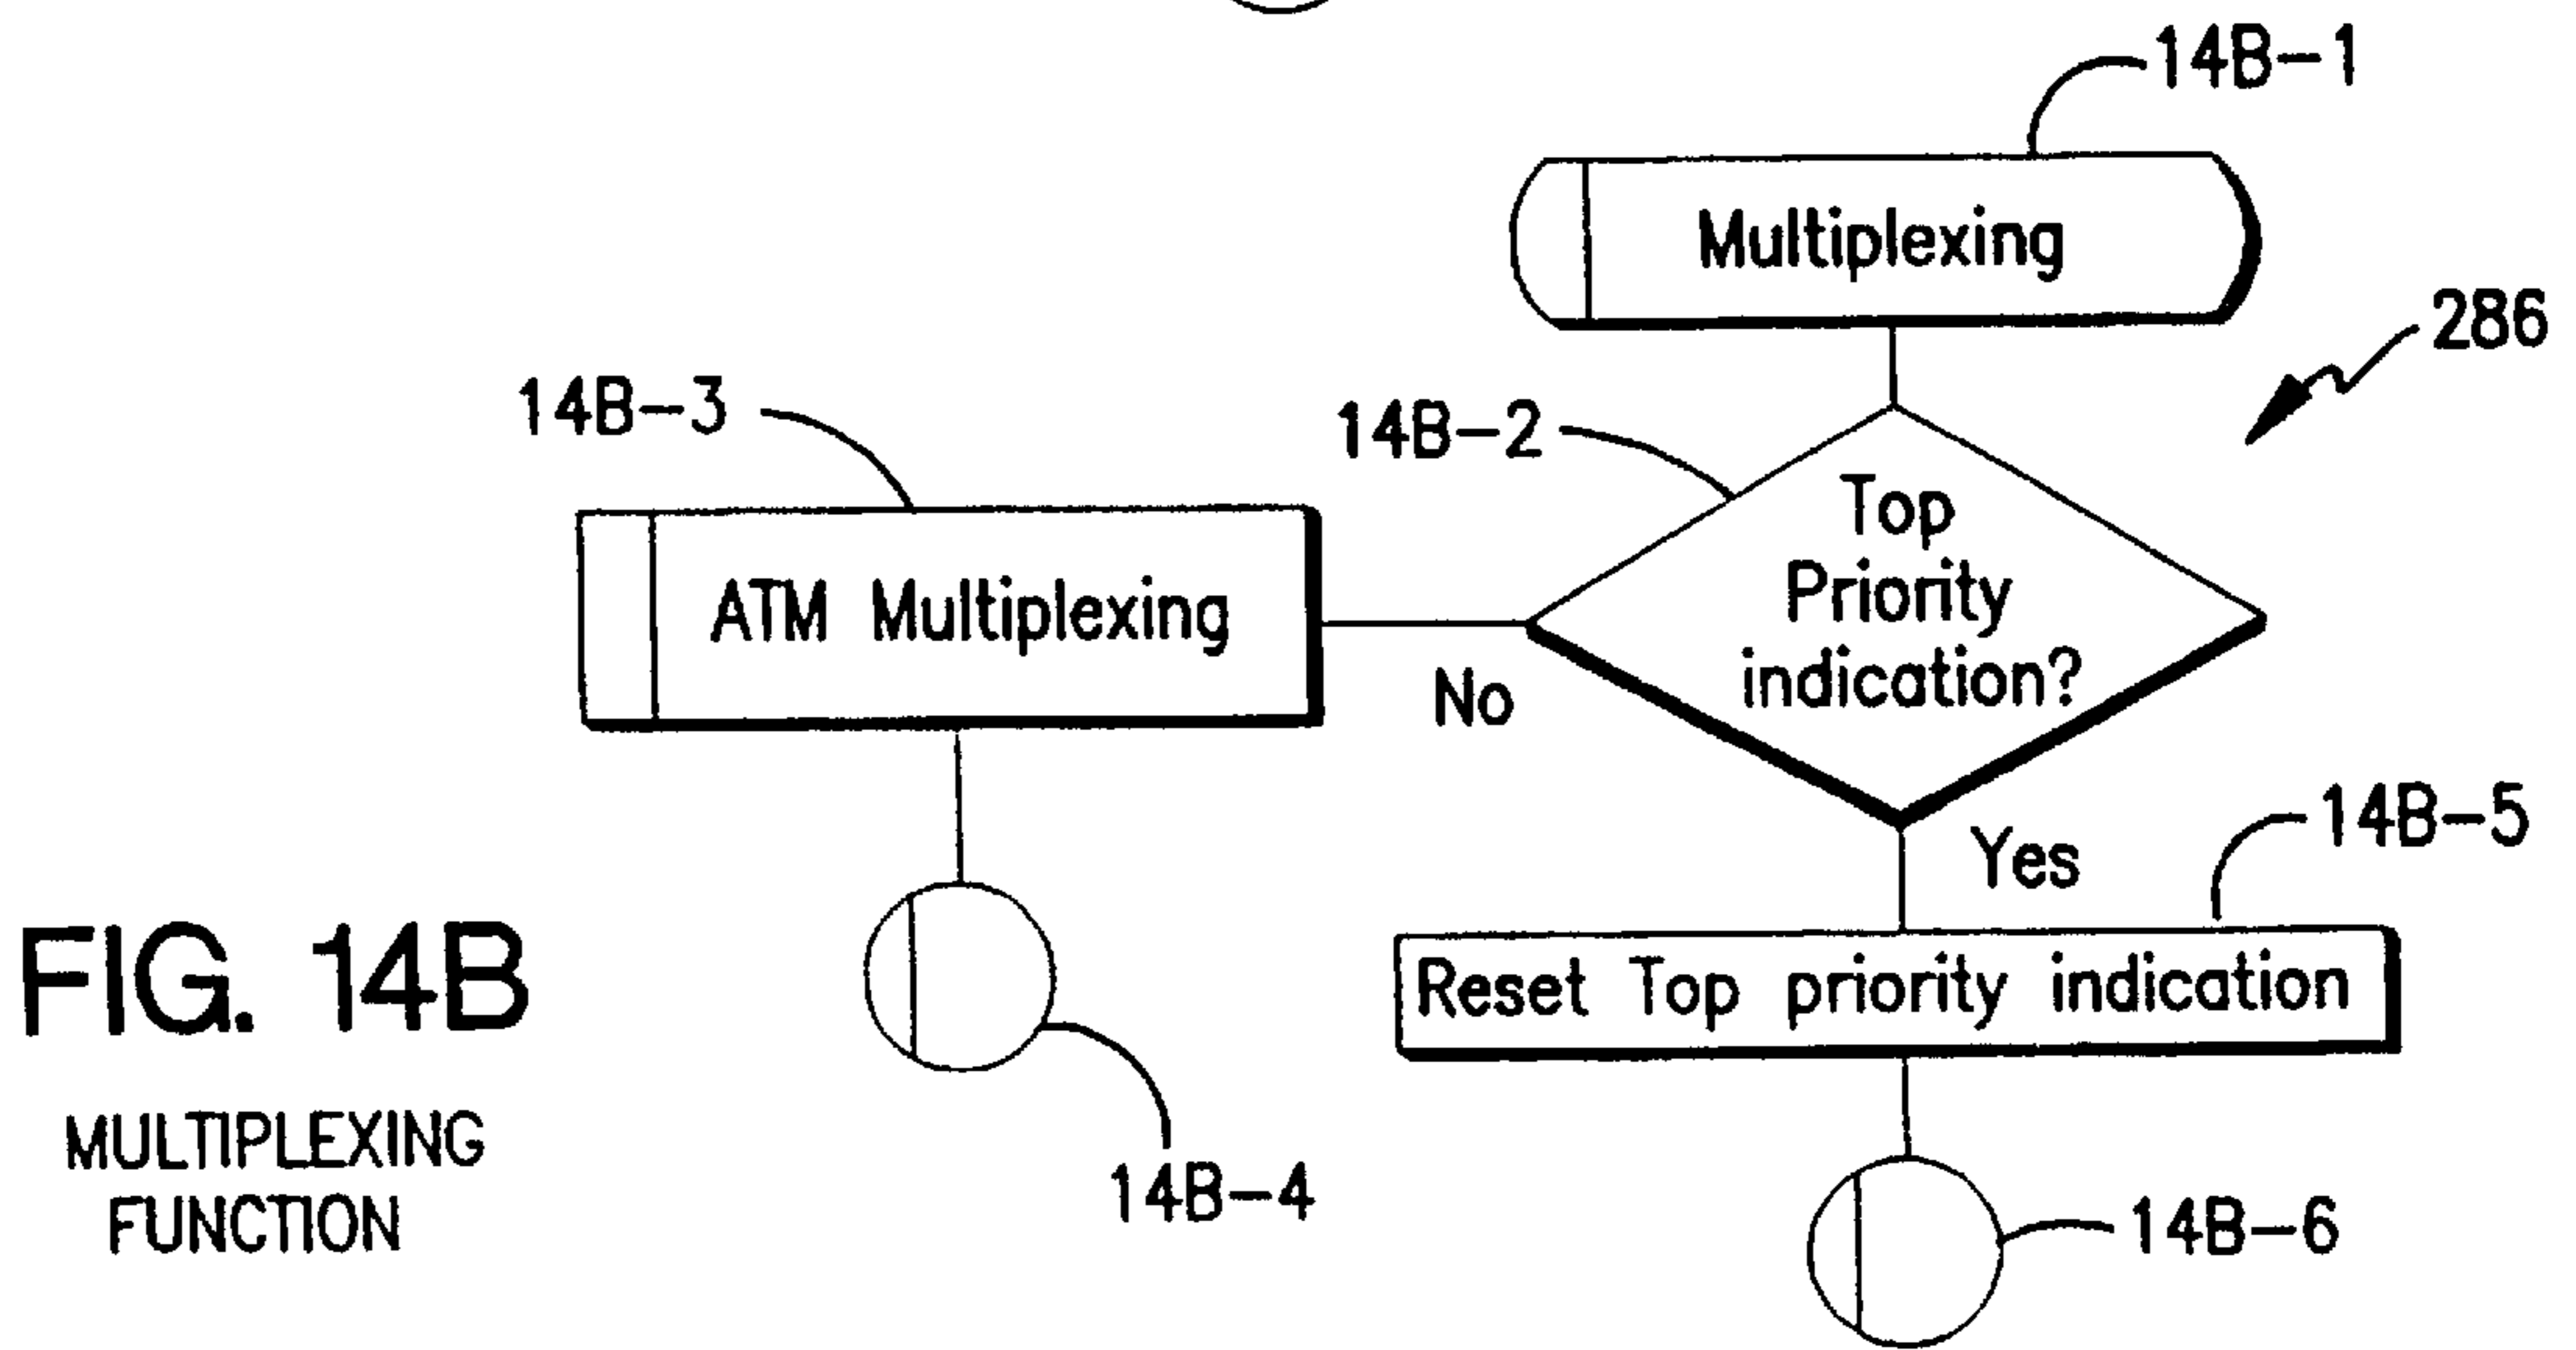 14B-1
Multiplexing
286
14B-3
14B-2
Top
Priority
indication?
ATM Multiplexing
No
Yes
14B-5
Reset Top priority indication
14B-4
14B-6
FIG. 14B
MULTIPLEXING
FUNCTION